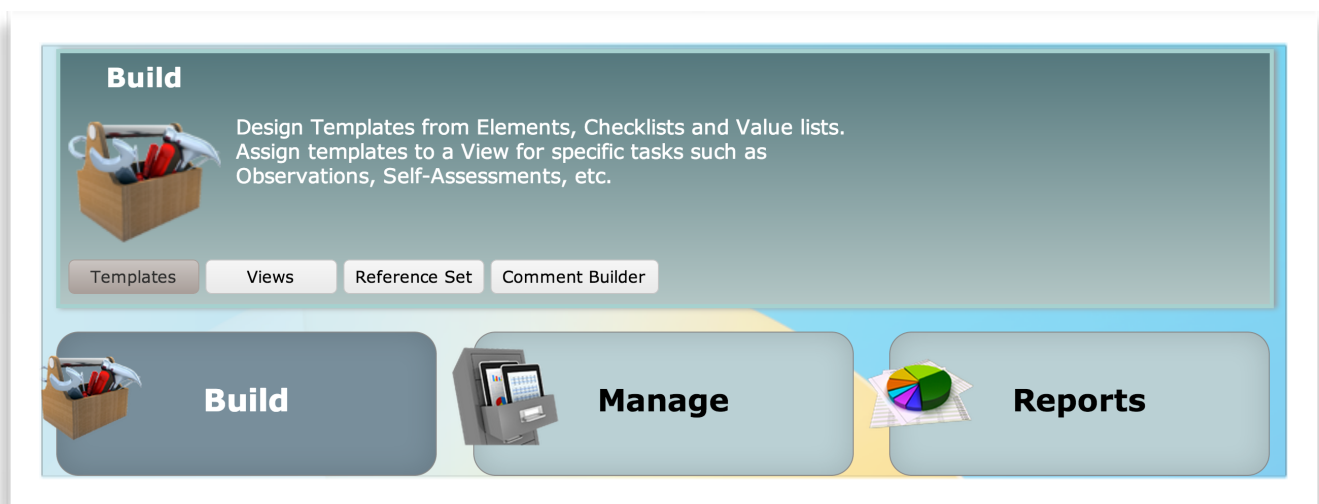 Build
Design Templates from Elements, Checklists and Value lists.
Assign templates to a View for specific tasks such as
Observations, Self-Assessments, etc.
Templates
Views
Reference Set
Comment Builder
Build
Manage
Reports